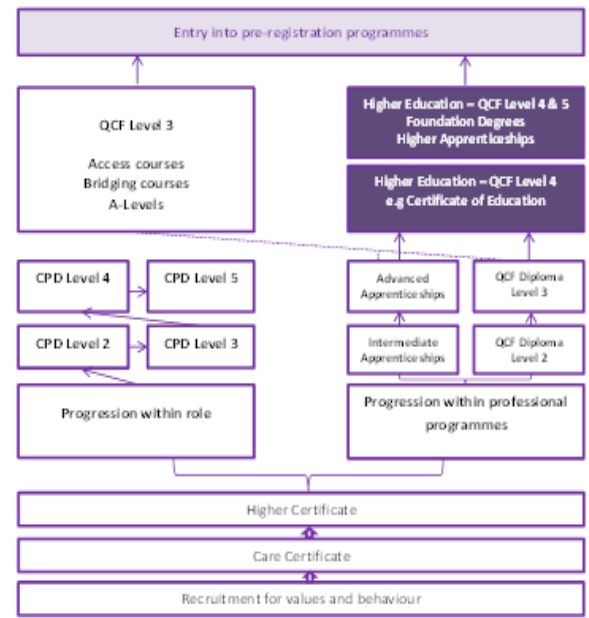 Entry into pre-registration programmes
QCF Level 3
Access courses
Bridging courses
A-Levels
Higher Education – QCF Level 4 & 5
Foundation Degrees
Higher Apprenticeships
Higher Education – QCF Level 4
e.g Certificate of Education
CPD Level 4
CPD Level 5
Advanced
Apprenticeships
QCF Diploma
Level 3
CPD Level 2
CPD Level 3
Intermediate
Apprenticeships
QCF Diploma
Level 2
Progression within role
Progression within professional
programmes
Higher Certificate
Care Certificate
Recruitment for values and behaviour